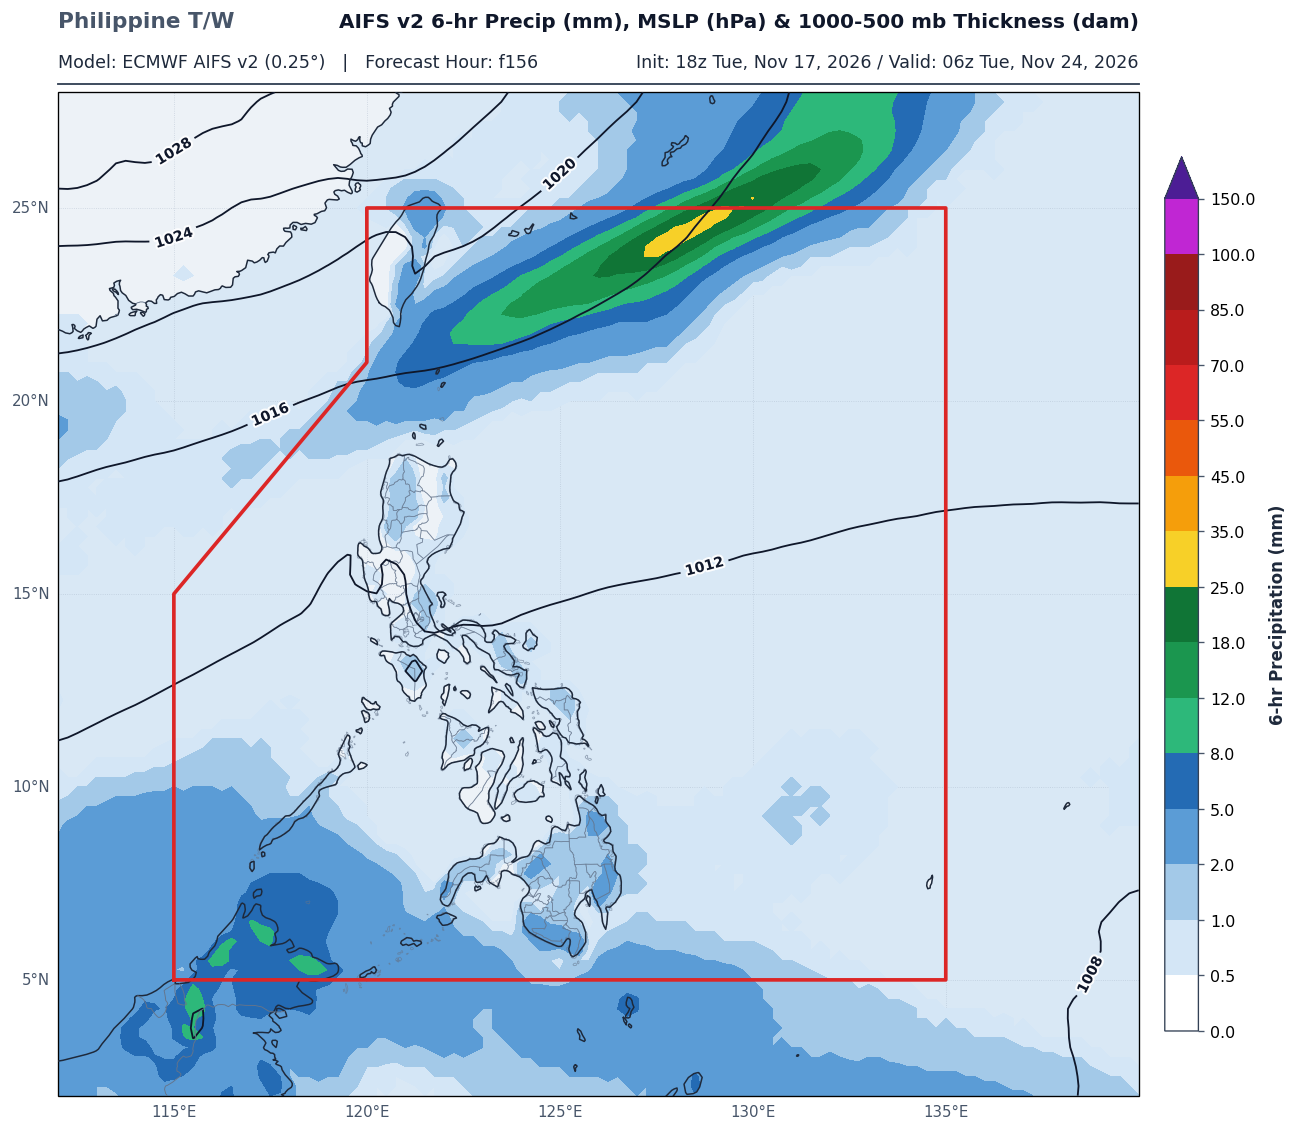 Philippine T/W
AIFS v2 6-hr Precip (mm), MSLP (hPa) & 1000-500 mb Thickness (dam)
Model: ECMWF AIFS v2 (0.25°) | Forecast Hour: f156
Init: 18z Tue, Nov 17, 2026 / Valid: 06z Tue, Nov 24, 2026
1028
1024
1020
1016
1012
1008
25°N
20°N
15°N
10°N
5°N
115°E
120°E
125°E
130°E
135°E
150.0
100.0
85.0
70.0
55.0
45.0
35.0
25.0
18.0
12.0
8.0
5.0
2.0
1.0
0.5
0.0
6-hr Precipitation (mm)